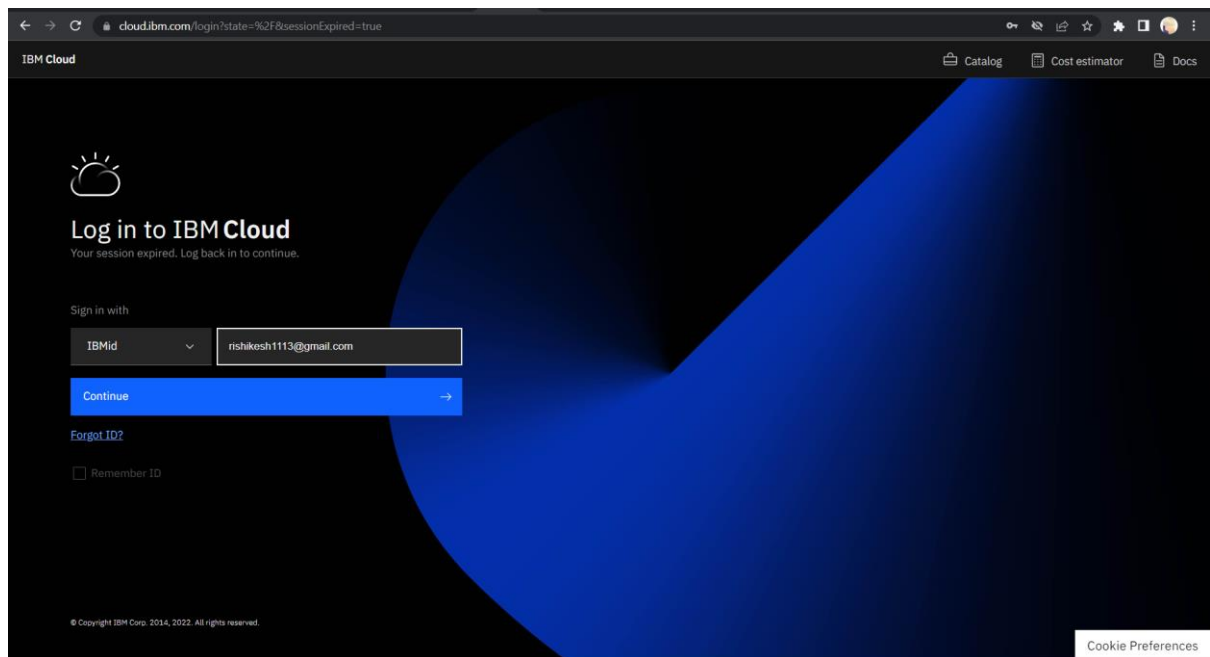 cloud.ibm.com/login?state=%2F&sessionExpired=true
IBM Cloud
Catalog
Cost estimator
Docs
Log in to IBM Cloud
Your session expired. Log back in to continue.
Sign in with
IBMid
rishikesh1113@gmail.com
Continue
Forgot ID?
Remember ID
© Copyright IBM Corp. 2014, 2022. All rights reserved.
Cookie Preferences